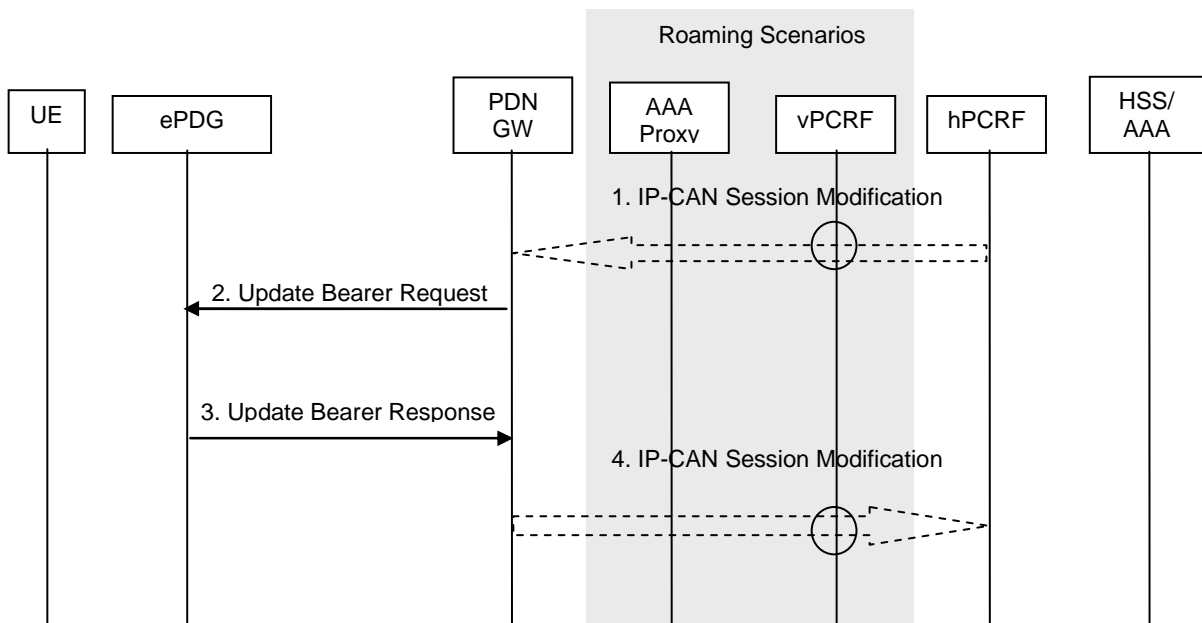 Roaming Scenarios
UE
ePDG
PDN
GW
AAA
Proxy
vPCRF
hPCRF
HSS/
AAA
1. IP-CAN Session Modification
2. Update Bearer Request
3. Update Bearer Response
4. IP-CAN Session Modification